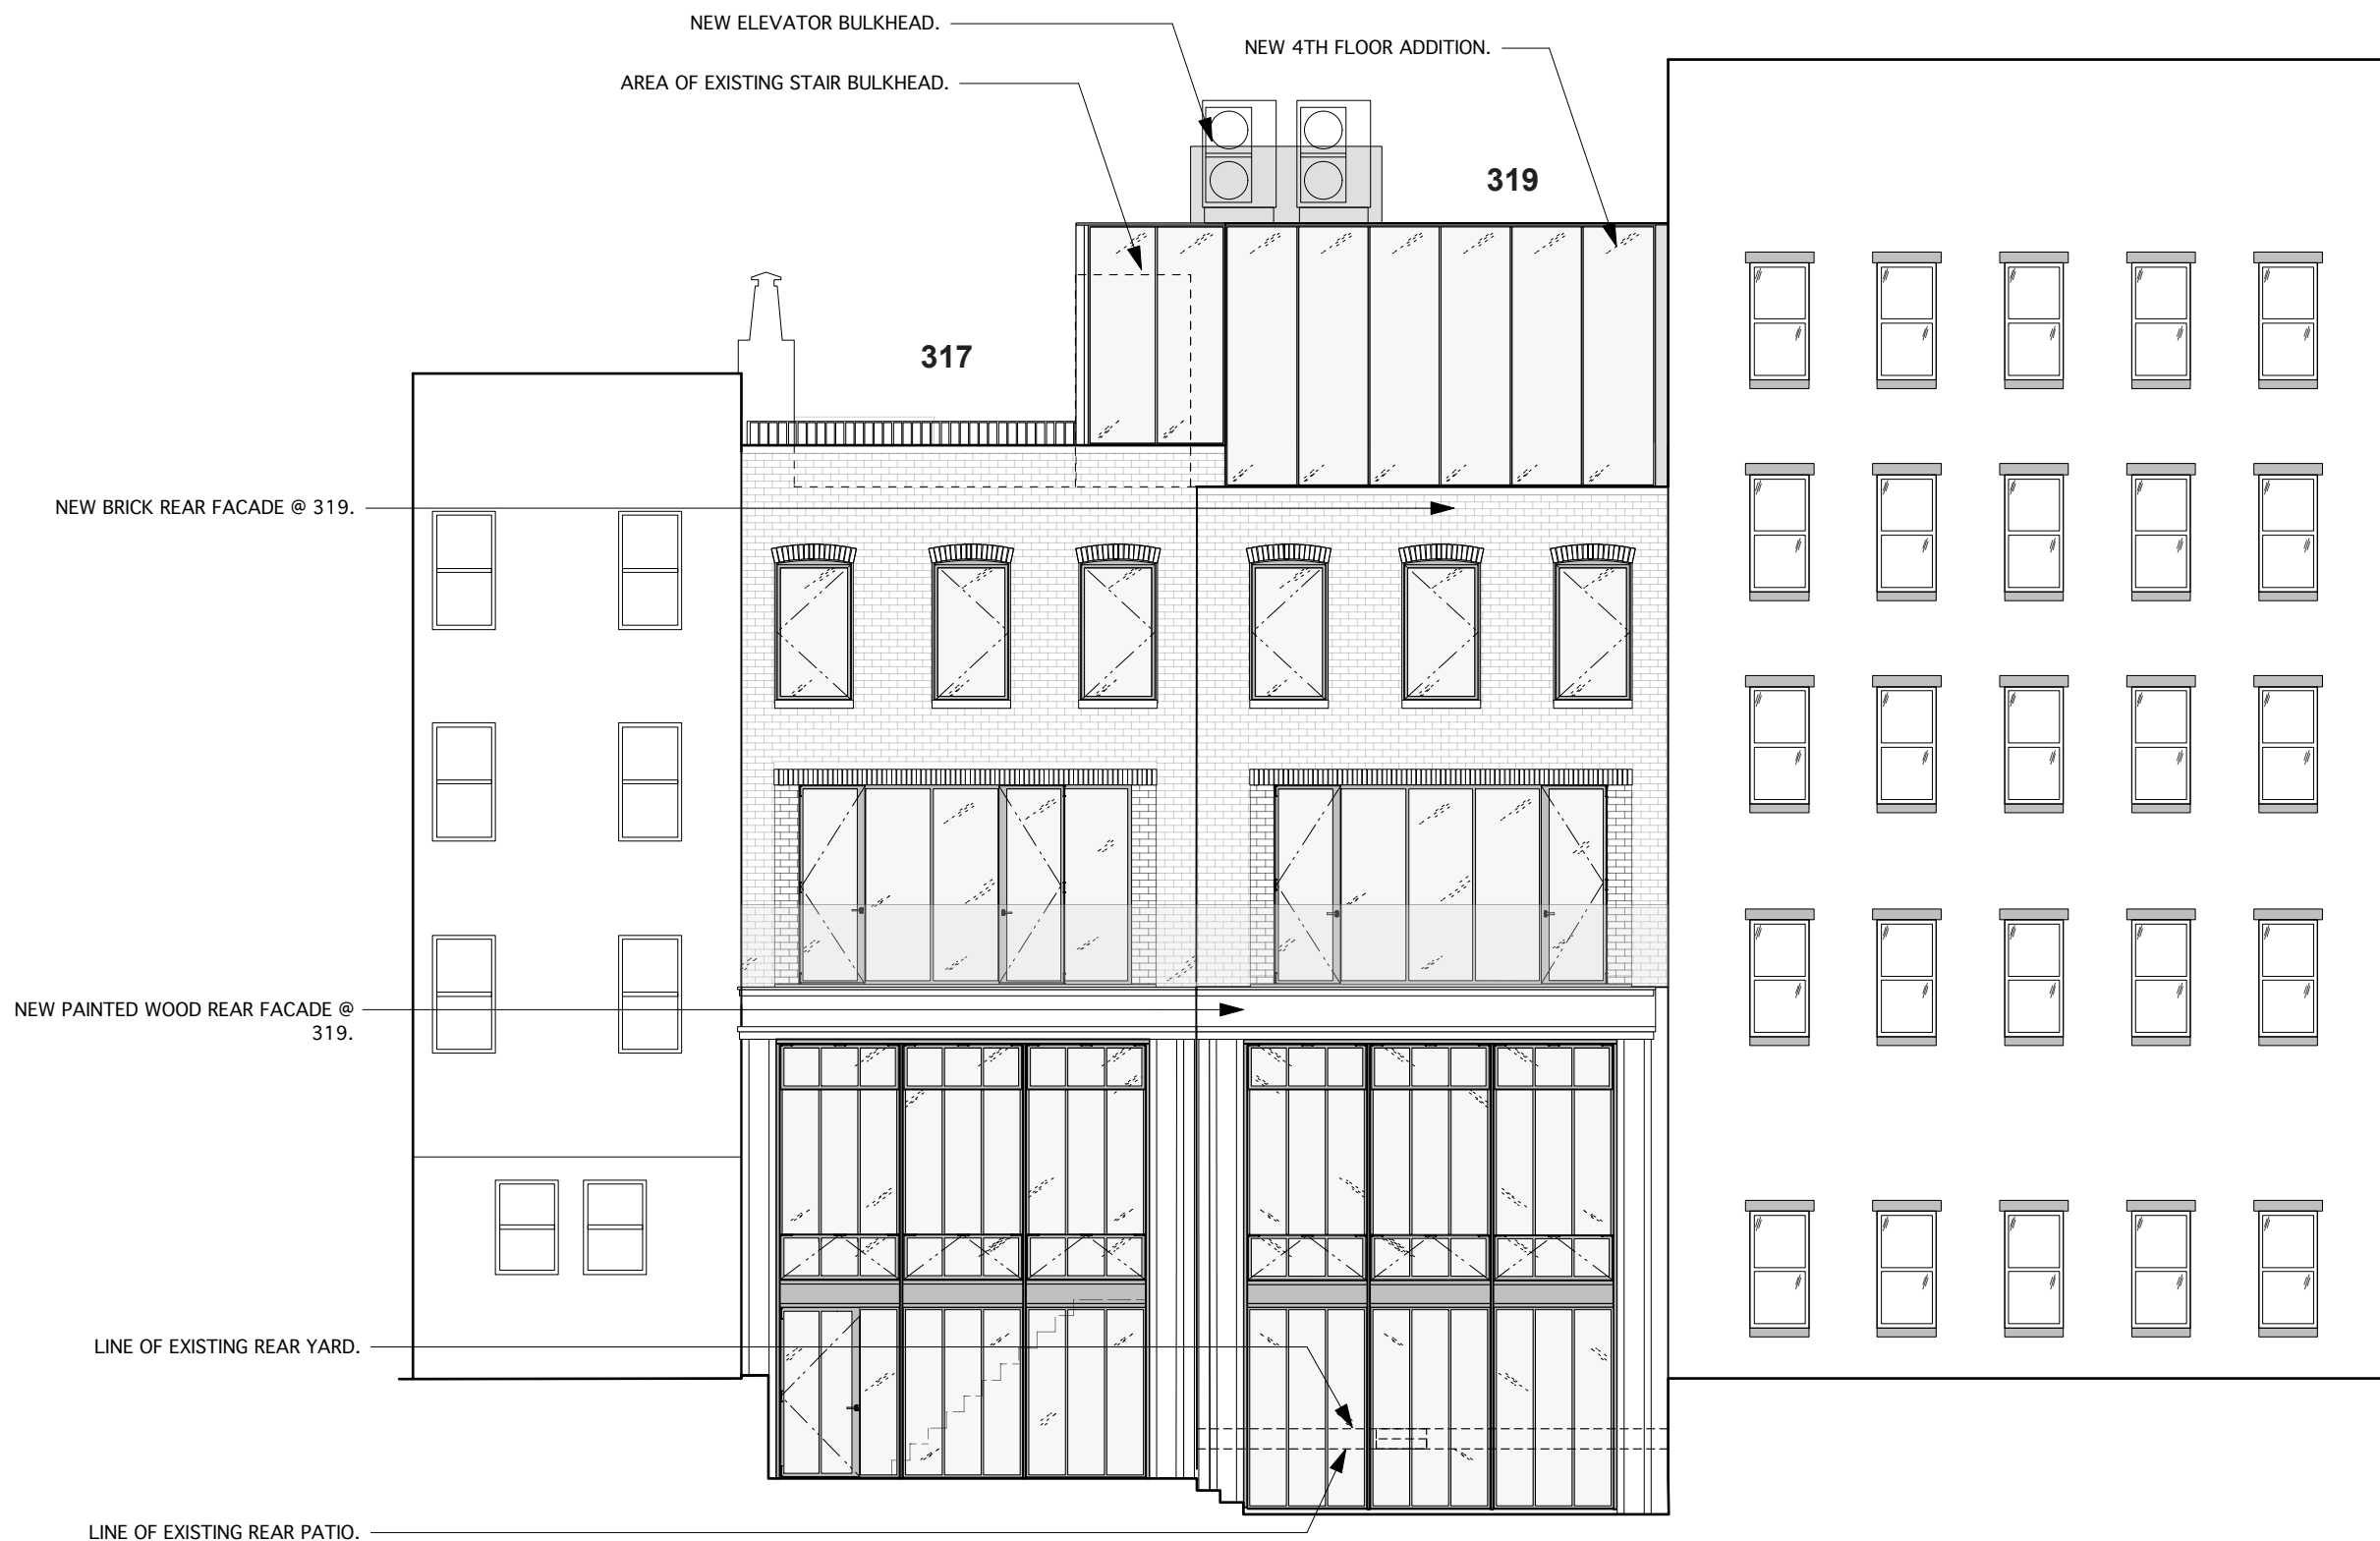 NEW ELEVATOR BULKHEAD.
NEW 4TH FLOOR ADDITION.
AREA OF EXISTING STAIR BULKHEAD.
319
317
NEW BRICK REAR FACADE @ 319.
NEW PAINTED WOOD REAR FACADE @
319.
LINE OF EXISTING REAR YARD.
LINE OF EXISTING REAR PATIO.